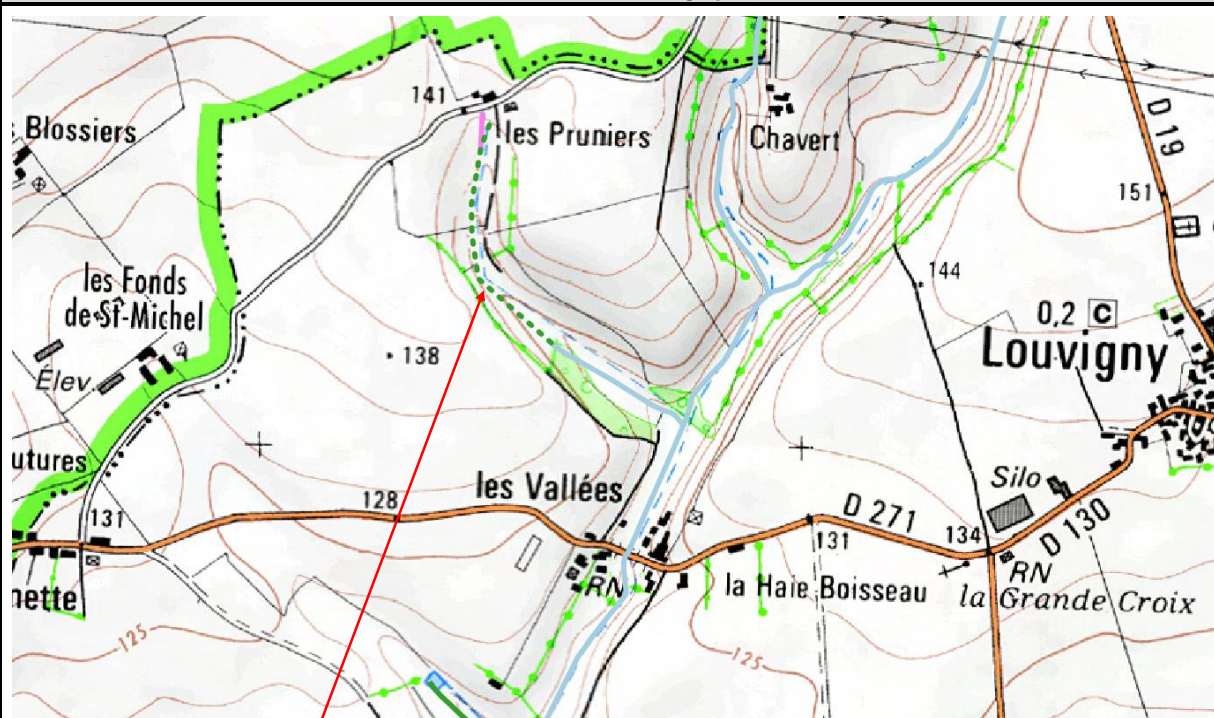 141
Blossiers
les Pruniers
Chavert
D 19
151
les Fonds
de St-Michel
144
0,2 C
138
Louvigny
Élev.
utures
les Vallées
Silo
128
D 271
134
D 130
131
131
RN
RN
nette
la Haie Boisseau
la Grande Croix
125
125